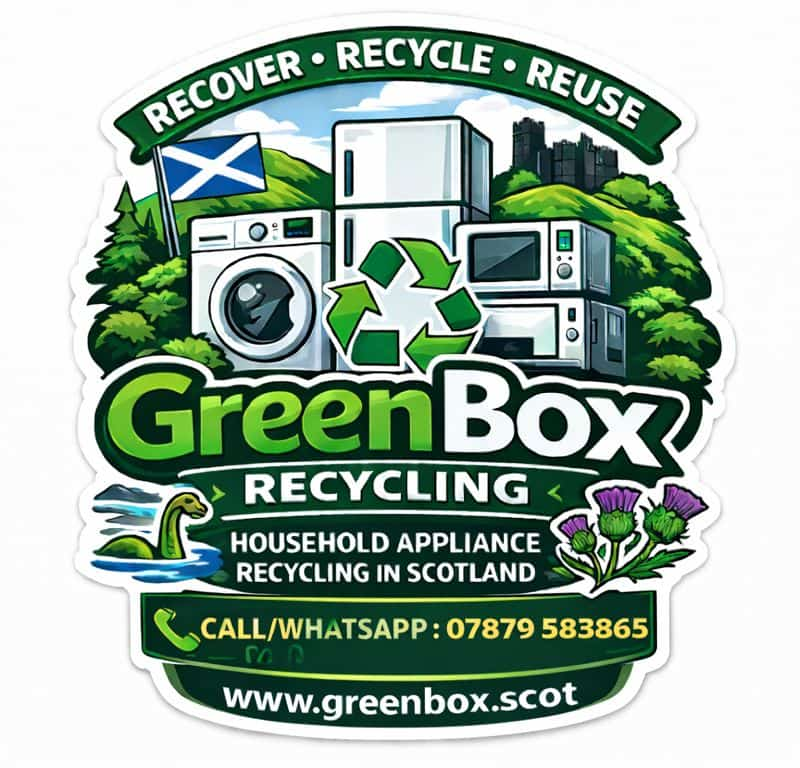 RECOVER • RECYCLE • REUSE
GreenBox
RECYCLING
HOUSEHOLD APPLIANCE
RECYCLING IN SCOTLAND
CALL/WHATSAPP: 07879 583865
www.greenbox.scot